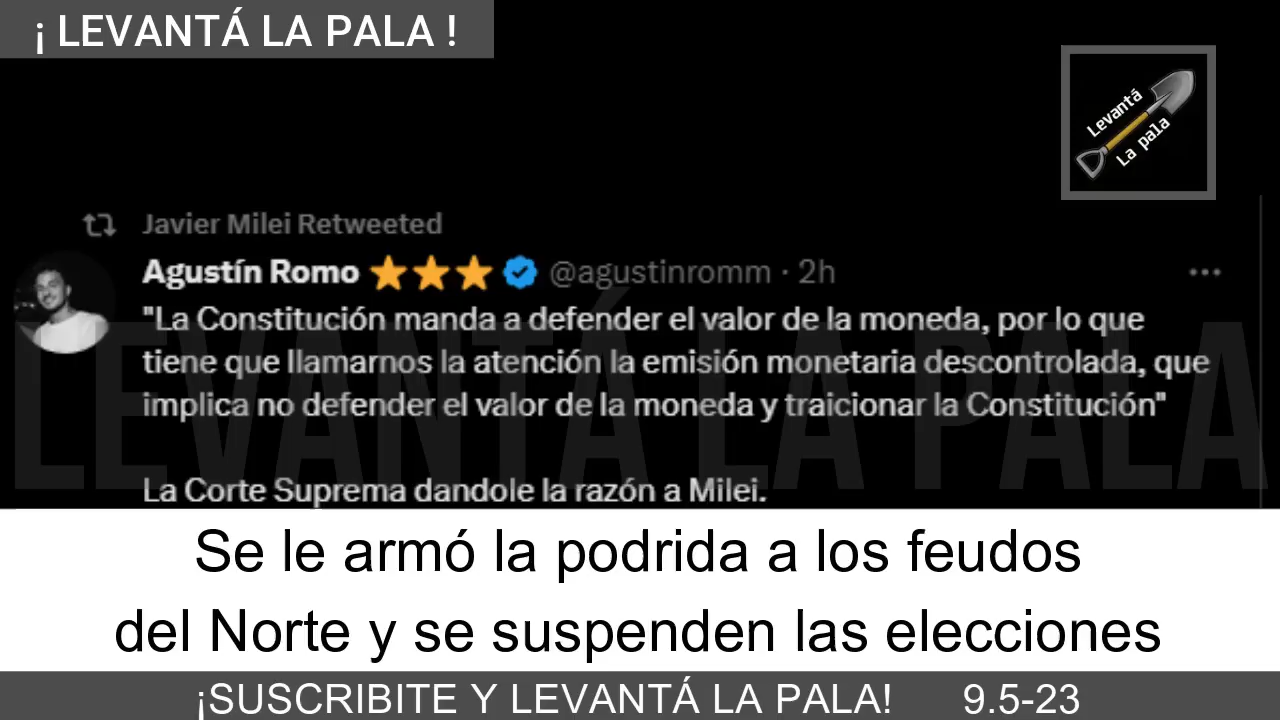 ¡ LEVANTÁ LA PALA !
Levantá
La pala
Javier Milei Retweeted
Agustín Romo @agustinromm · 2h
"La Constitución manda a defender el valor de la moneda, por lo que
tiene que llamarnos la atención la emisión monetaria descontrolada, que
implica no defender el valor de la moneda y traicionar la Constitución"
La Corte Suprema dandole la razón a Milei.
LEVANTÁ LA PALA
Se le armó la podrida a los feudos
del Norte y se suspenden las elecciones
¡SUSCRIBITE Y LEVANTÁ LA PALA! 9.5-23